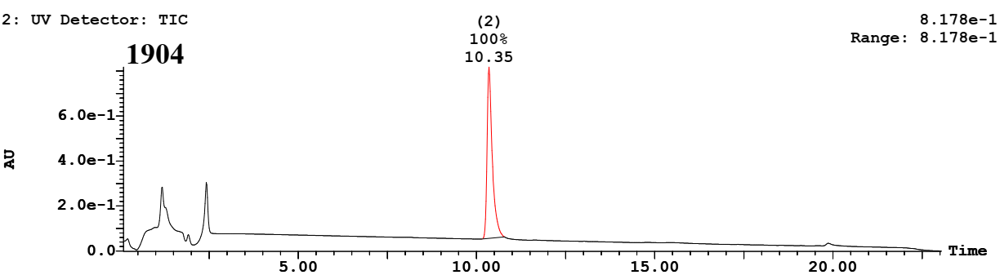 2: UV Detector: TIC
(2)
8.178e-1
100%
Range: 8.178e-1
1904
10.35
6.0e-1
4.0e-1
AU
2.0e-1
0.0
Time
5.00 10.00 15.00 20.00